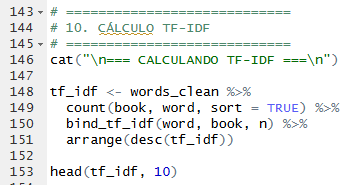 143 # ============================
144 # 10. CÁLCULO TF-IDF
145 # ============================
146 cat("\n=== CALCULANDO TF-IDF ===\n")
147
148 tf_idf <- words_clean %>%
149   count(book, word, sort = TRUE) %>%
150   bind_tf_idf(word, book, n) %>%
151   arrange(desc(tf_idf))
152
153 head(tf_idf, 10)